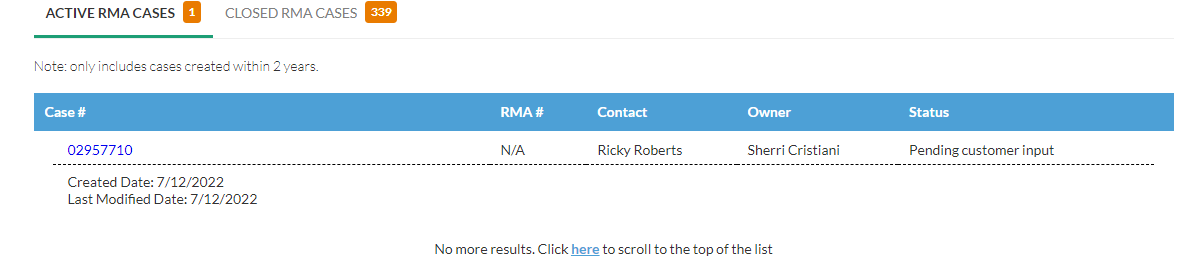 ACTIVE RMA CASES 1 CLOSED RMA CASES 339
Note: only includes cases created within 2 years.
Case # RMA # Contact Owner Status
02957710 N/A Ricky Roberts Sherri Cristiani Pending customer input
Created Date: 7/12/2022
Last Modified Date: 7/12/2022
No more results. Click here to scroll to the top of the list